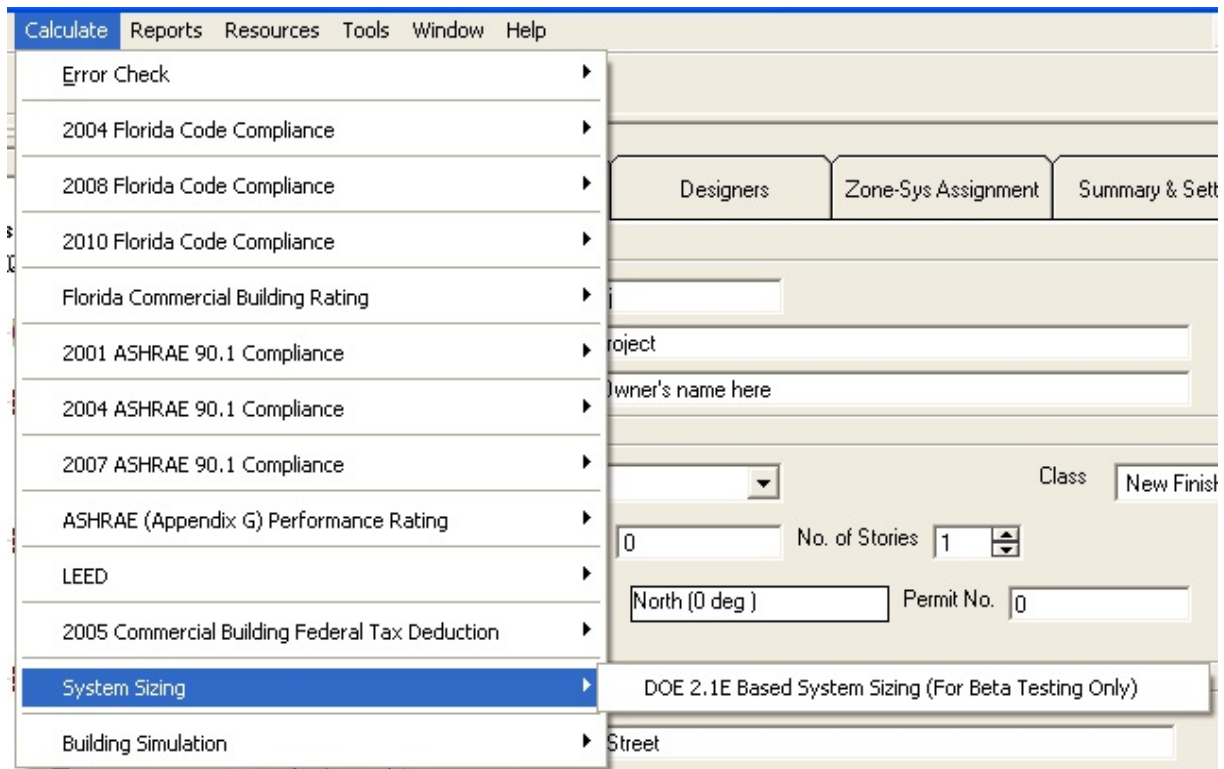 Calculate Reports Resources Tools Window Help
Error Check
2004 Florida Code Compliance
2008 Florida Code Compliance
Designers Zone-Sys Assignment Summary & Sett
2010 Florida Code Compliance
Florida Commercial Building Rating
2001 ASHRAE 90.1 Compliance
roject
2004 ASHRAE 90.1 Compliance
Owner's name here
2007 ASHRAE 90.1 Compliance
Class New Finish
ASHRAE (Appendix G) Performance Rating
0 No. of Stories 1
LEED
North (0 deg ) Permit No. 0
2005 Commercial Building Federal Tax Deduction
System Sizing DOE 2.1E Based System Sizing (For Beta Testing Only)
Building Simulation
Street